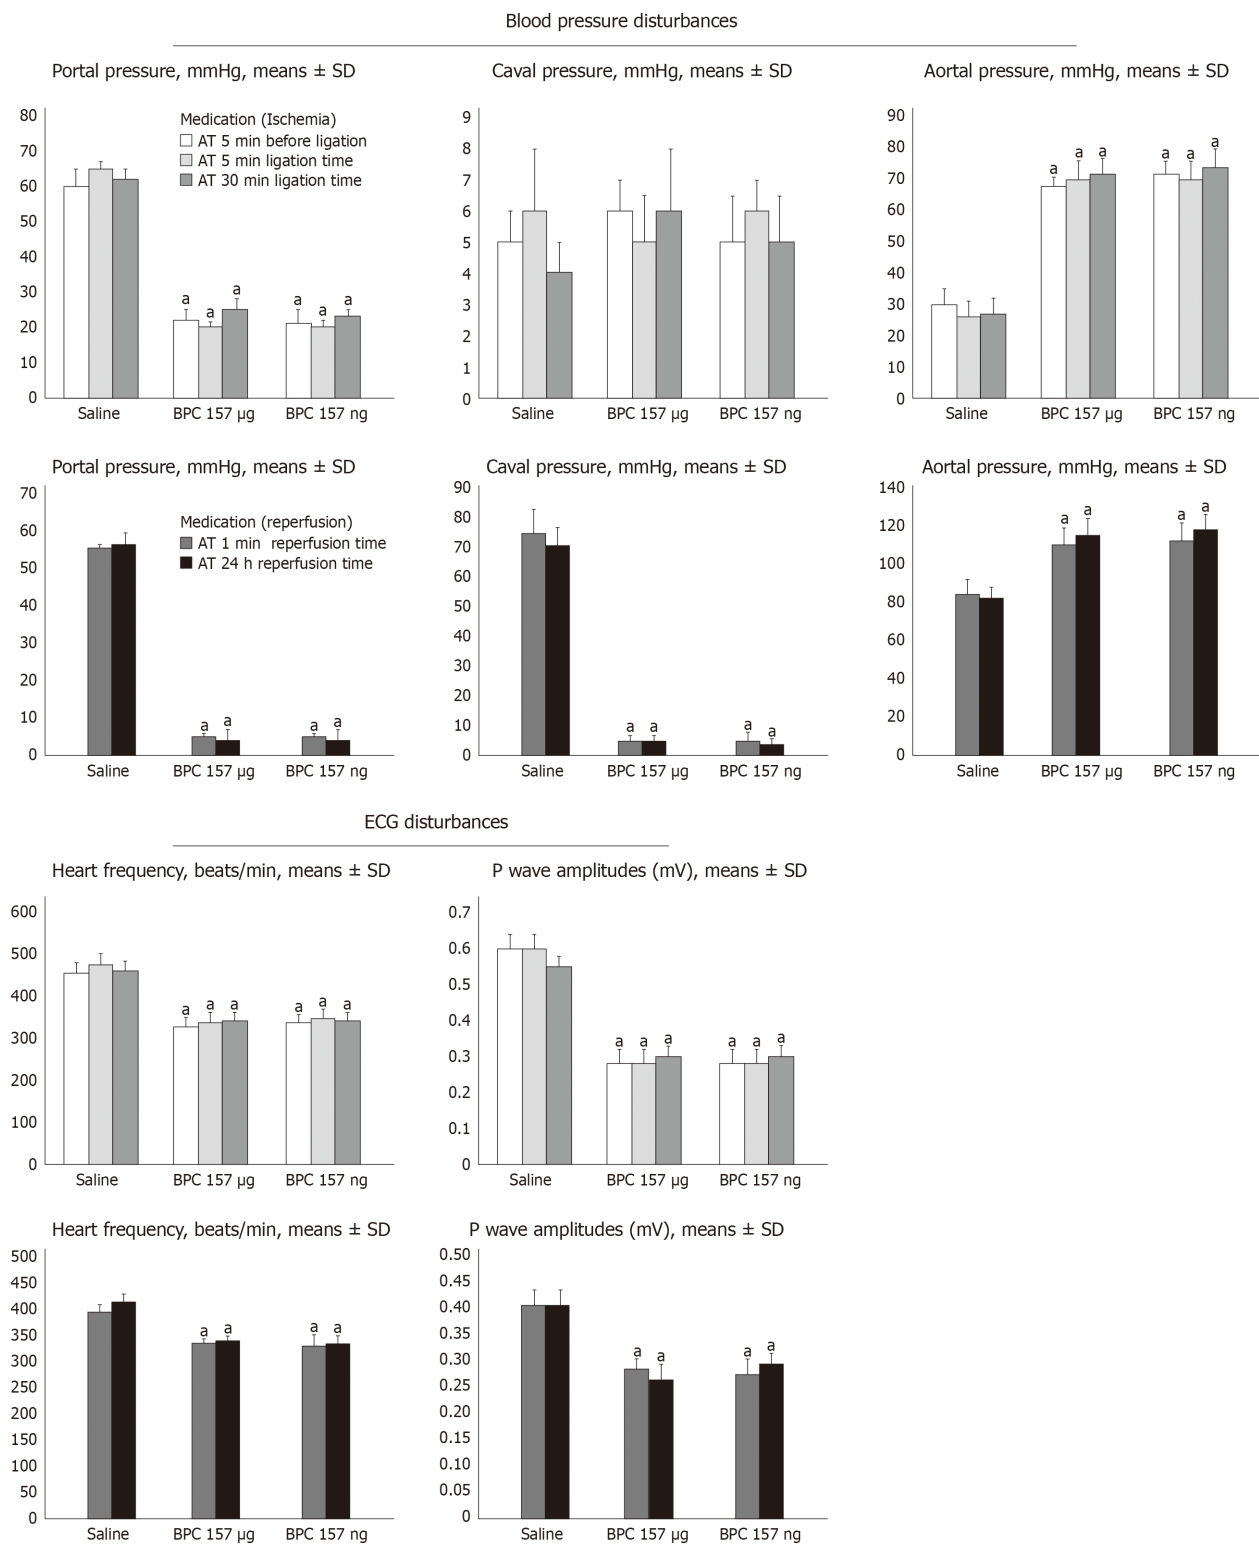 Blood pressure disturbances
Portal pressure, mmHg, means ± SD
80
70
60
50
40
30
20
10
0
Medication (Ischemia)
AT 5 min before ligation
AT 5 min ligation time
AT 30 min ligation time
a a a a a a
Saline BPC 157 µg BPC 157 ng
Caval pressure, mmHg, means ± SD
9
8
7
6
5
4
3
2
1
0
Saline BPC 157 µg BPC 157 ng
Aortal pressure, mmHg, means ± SD
90
80
70
60
50
40
30
20
10
0
a a a a a a
Saline BPC 157 µg BPC 157 ng
Portal pressure, mmHg, means ± SD
70
60
50
40
30
20
10
0
Medication (reperfusion)
AT 1 min reperfusion time
AT 24 h reperfusion time
a a a a
Saline BPC 157 µg BPC 157 ng
Caval pressure, mmHg, means ± SD
90
80
70
60
50
40
30
20
10
0
a a a a
Saline BPC 157 µg BPC 157 ng
Aortal pressure, mmHg, means ± SD
140
120
100
80
60
40
20
0
a a a a
Saline BPC 157 µg BPC 157 ng
ECG disturbances
Heart frequency, beats/min, means ± SD
600
500
400
300
200
100
0
a a a a a a
Saline BPC 157 µg BPC 157 ng
P wave amplitudes (mV), means ± SD
0.7
0.6
0.5
0.4
0.3
0.2
0.1
0
a a a a a a
Saline BPC 157 µg BPC 157 ng
Heart frequency, beats/min, means ± SD
500
450
400
350
300
250
200
150
100
50
0
a a a a
Saline BPC 157 µg BPC 157 ng
P wave amplitudes (mV), means ± SD
0.50
0.45
0.40
0.35
0.30
0.25
0.20
0.15
0.10
0.05
0
a a a a
Saline BPC 157 µg BPC 157 ng